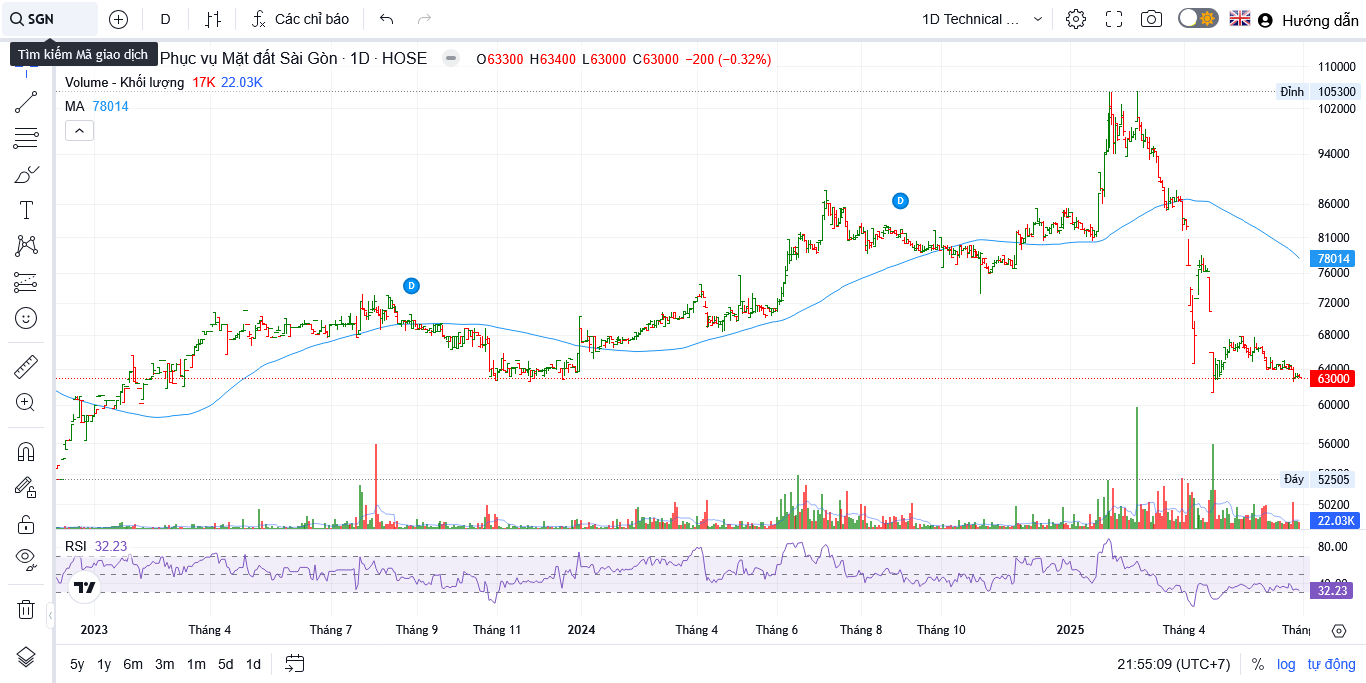 SGN D Các chỉ báo 1D Technical ... Hướng dẫn
Tìm kiếm Mã giao dịch
Phục vụ Mặt đất Sài Gòn · 1D · HOSE O63300 H63400 L63000 C63000 −200 (−0.32%)
Volume - Khối lượng 17K 22.03K
MA 78014
110000
Đỉnh 105300
102000
94000
D
86000
81000
78014
76000
D
72000
68000
64000
63000
60000
56000
Đáy 52505
50200
22.03K
RSI 32.23
80.00
40.00
32.23
2023 Tháng 4 Tháng 7 Tháng 9 Tháng 11 2024 Tháng 4 Tháng 6 Tháng 8 Tháng 10 2025 Tháng 4
5y 1y 6m 3m 1m 5d 1d 21:55:09 (UTC+7) % log tự động